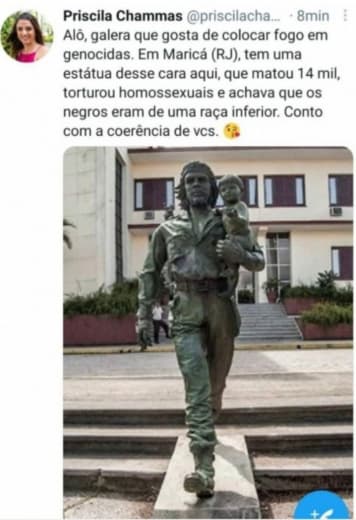 Priscila Chammas @priscilacha... · 8min
Alô, galera que gosta de colocar fogo em
genocidas. Em Maricá (RJ), tem uma
estátua desse cara aqui, que matou 14 mil,
torturou homossexuais e achava que os
negros eram de uma raça inferior. Conto
com a coerência de vcs. 😘